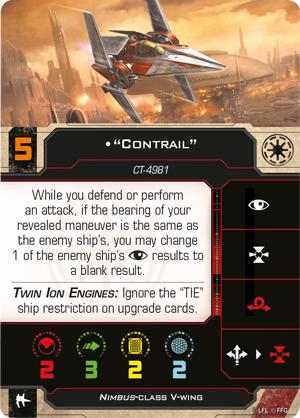 5
•"Contrail"
CT-4981
While you defend or perform
an attack, if the bearing of your
revealed maneuver is the same as
the enemy ship's, you may change
1 of the enemy ship's results to
a blank result.
Twin Ion Engines: Ignore the "TIE"
ship restriction on upgrade cards.
2 3 2 2
Nimbus-class V-wing
©LFL ©FFG